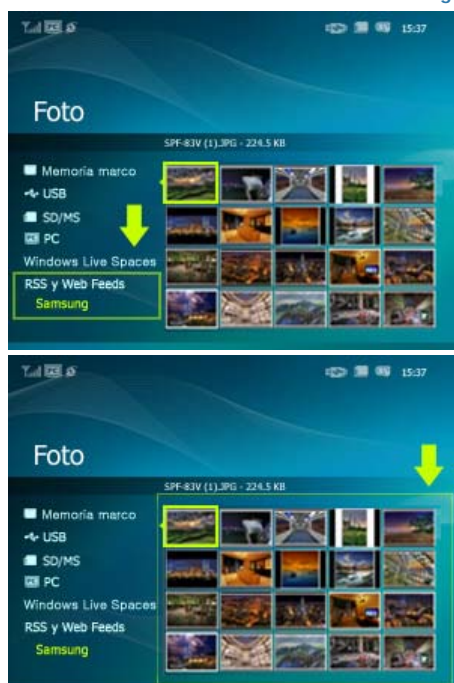 15:37
Foto
SPF-83V (1).JPG - 224.5 KB
Memoria marco
USB
SD/MS
PC
Windows Live Spaces
RSS y Web Feeds
Samsung
15:37
Foto
SPF-83V (1).JPG - 224.5 KB
Memoria marco
USB
SD/MS
PC
Windows Live Spaces
RSS y Web Feeds
Samsung